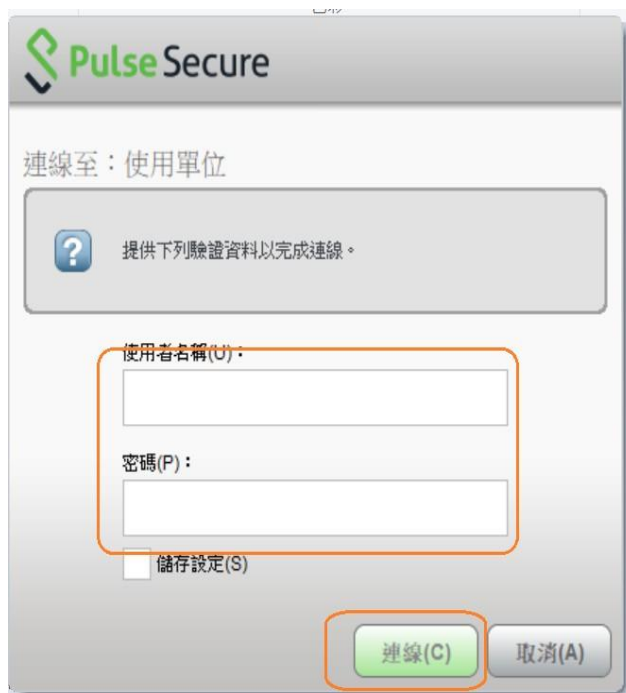 Pulse Secure
連線至：使用單位
提供下列驗證資料以完成連線。
使用者名稱(U)：
密碼(P)：
儲存設定(S)
連線(C) 取消(A)